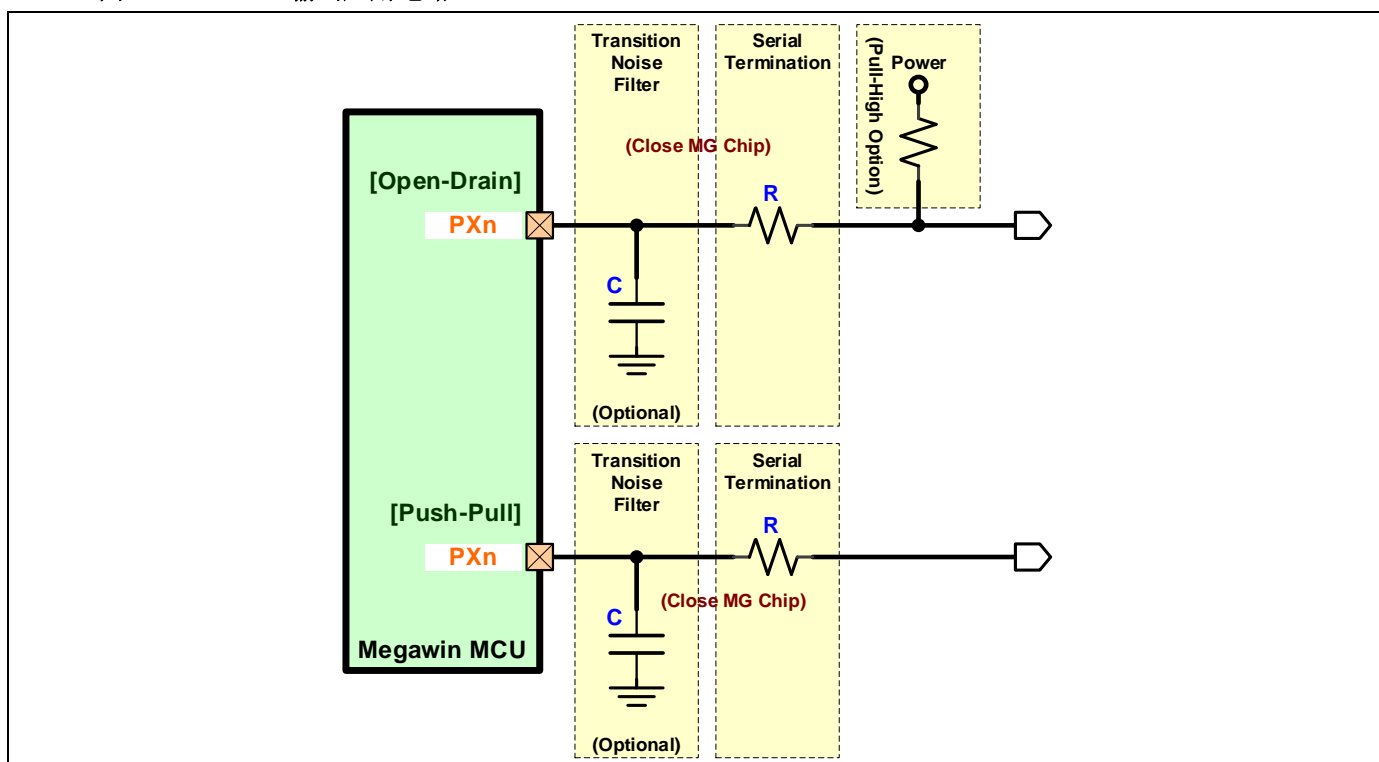 Transition
Noise
Filter
Serial
Termination
(Pull-High Option)
Power
(Close MG Chip)
[Open-Drain]
PXn
R
C
(Optional)
Transition
Noise
Filter
Serial
Termination
[Push-Pull]
PXn
R
(Close MG Chip)
C
Megawin MCU
(Optional)